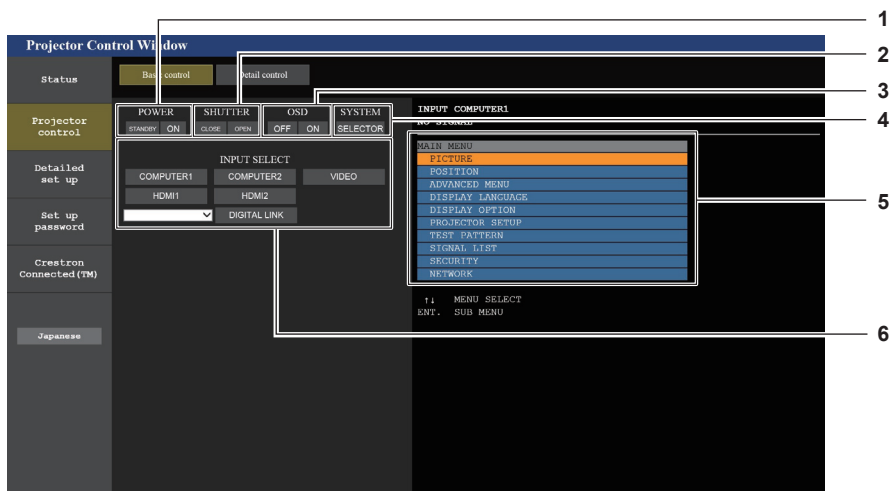 1
Projector Control Window
2
Status
Basic control
Detail control
3
POWER
SHUTTER
OSD
SYSTEM
INPUT COMPUTER1
4
STANDBY
ON
CLOSE
OPEN
OFF
ON
SELECTOR
NO SIGNAL
Projector
control
MAIN MENU
PICTURE
POSITION
ADVANCED MENU
DISPLAY LANGUAGE
DISPLAY OPTION
PROJECTOR SETUP
TEST PATTERN
SIGNAL LIST
SECURITY
NETWORK
5
INPUT SELECT
COMPUTER1
COMPUTER2
VIDEO
HDMI1
HDMI2
DIGITAL LINK
Detailed
set up
Set up
password
Crestron
Connected(TM)
↑↓ MENU SELECT
ENT. SUB MENU
Japanese
6